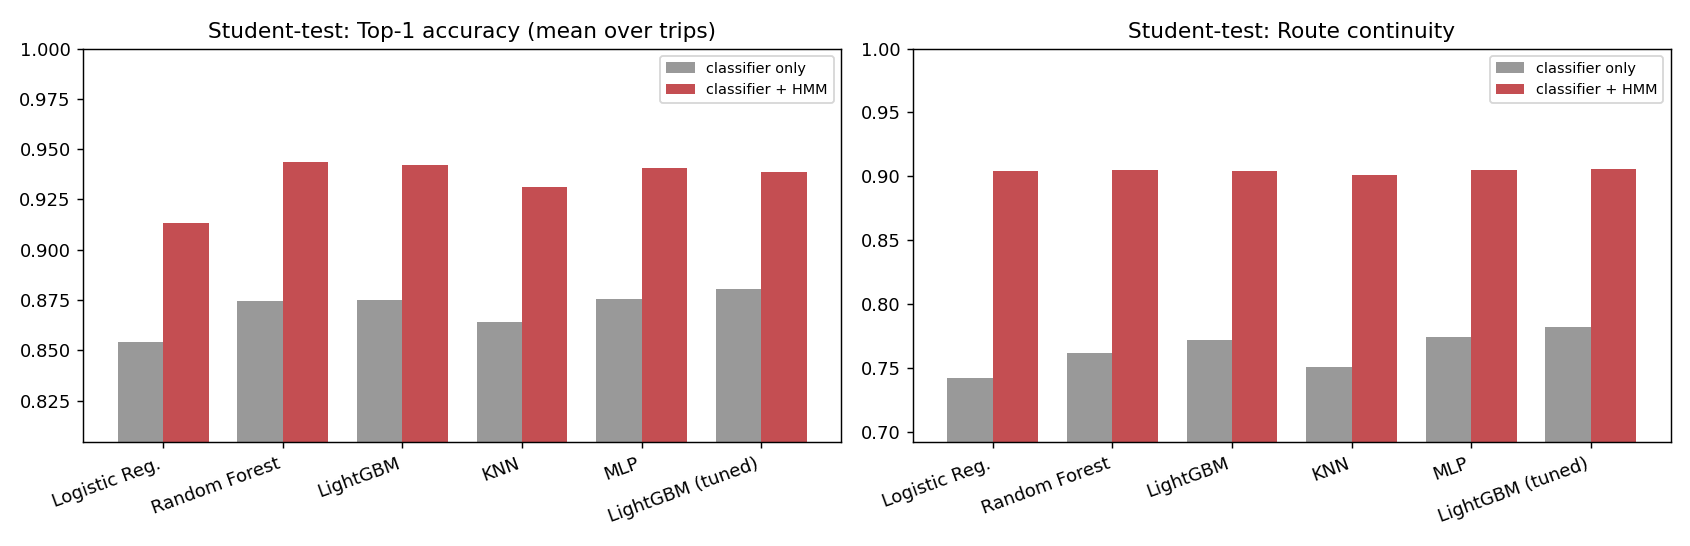 Student-test: Top-1 accuracy (mean over trips)
1.000
0.975
0.950
0.925
0.900
0.875
0.850
0.825
classifier only
classifier + HMM
Logistic Reg.
Random Forest
LightGBM
KNN
MLP
LightGBM (tuned)
Student-test: Route continuity
1.00
0.95
0.90
0.85
0.80
0.75
0.70
classifier only
classifier + HMM
Logistic Reg.
Random Forest
LightGBM
KNN
MLP
LightGBM (tuned)